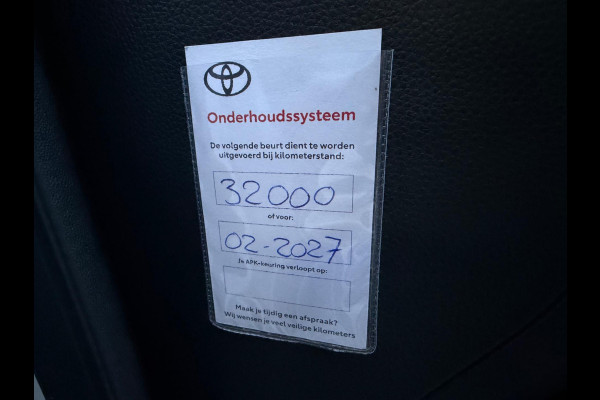 Onderhoudssysteem
De volgende beurt dient te worden
uitgevoerd bij kilometerstand:
32000
of voor:
02-2027
Je APK-keuring verloopt op:
Maak je tijdig een afspraak?
Wij wensen je veel veilige kilometers